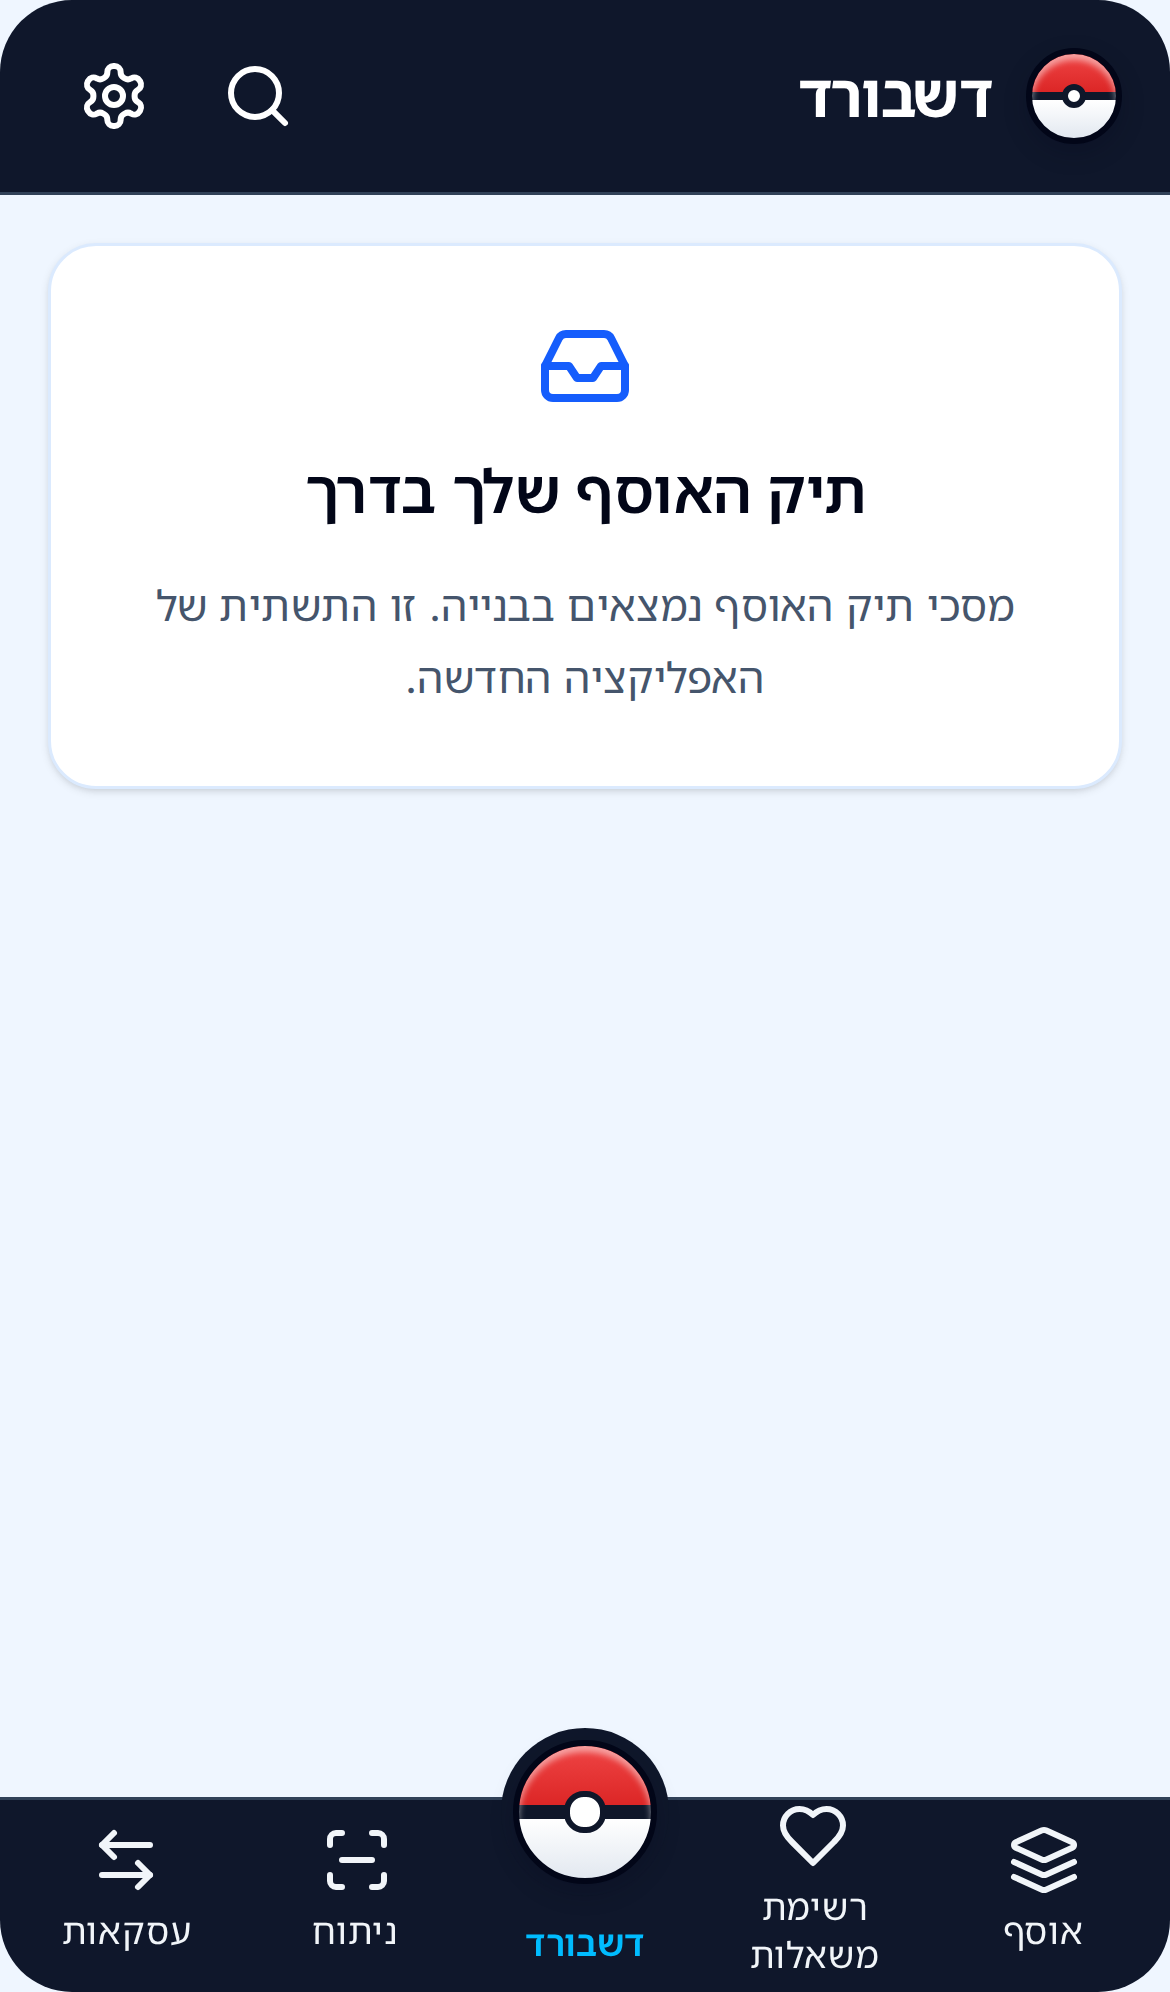 דשבורד
תיק האוסף שלך בדרך
מסכי תיק האוסף נמצאים בבנייה. זו התשתית של
האפליקציה החדשה.
אוסף
רשימת
משאלות
דשבורד
ניתוח
עסקאות